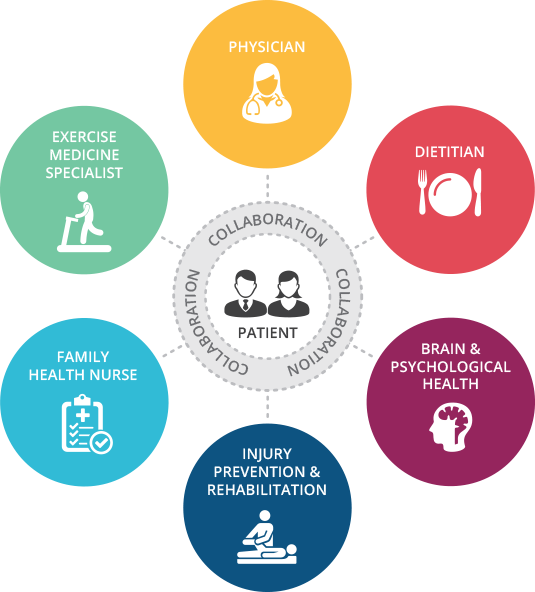 PHYSICIAN
EXERCISE
MEDICINE
SPECIALIST
DIETITIAN
COLLABORATION
COLLABORATION
COLLABORATION
PATIENT
FAMILY
HEALTH NURSE
BRAIN &
PSYCHOLOGICAL
HEALTH
INJURY
PREVENTION &
REHABILITATION